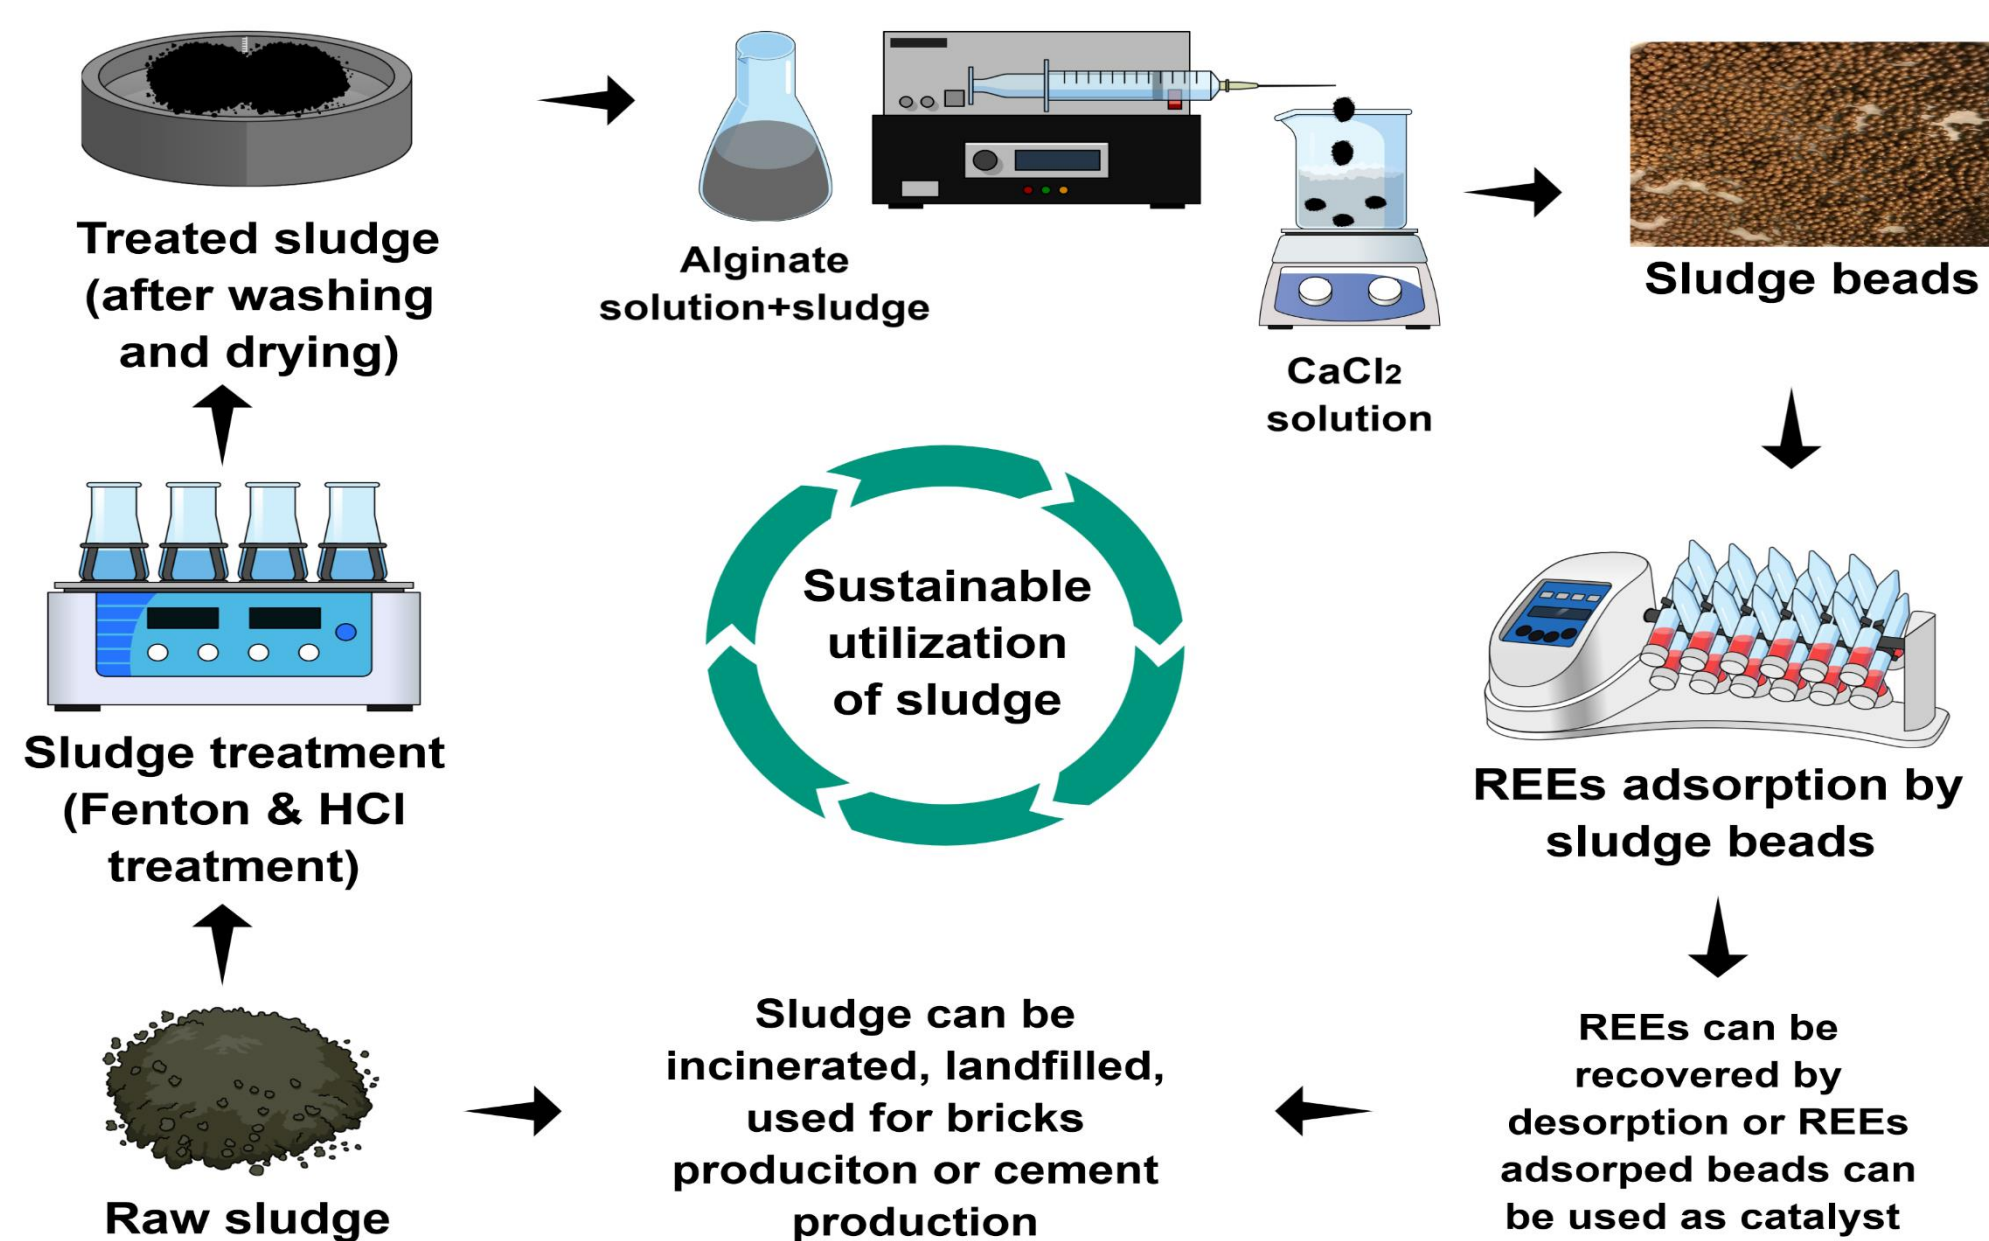 Treated sludge
(after washing
and drying)
Alginate
solution+sludge
CaCl₂
solution
Sludge beads
Sludge treatment
(Fenton & HCl
treatment)
Sustainable
utilization
of sludge
REEs adsorption by
sludge beads
Raw sludge
Sludge can be
incinerated, landfilled,
used for bricks
produciton or cement
production
REEs can be
recovered by
desorption or REEs
adsorped beads can
be used as catalyst